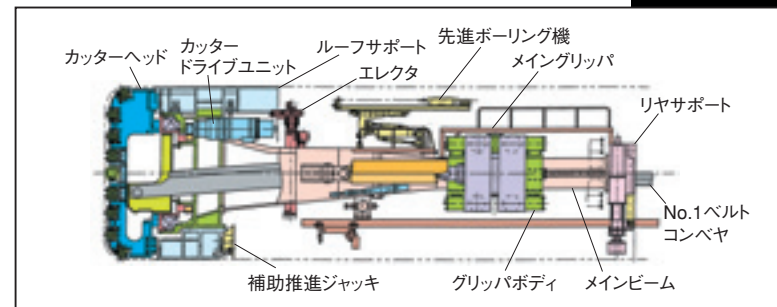 カッターヘッド
カッター
ドライブユニット
ルーフサポート
エレクタ
先進ボーリング機
メイングリッパ
リヤサポート
No.1ベルト
コンベヤ
メインビーム
グリッパボディ
補助推進ジャッキ